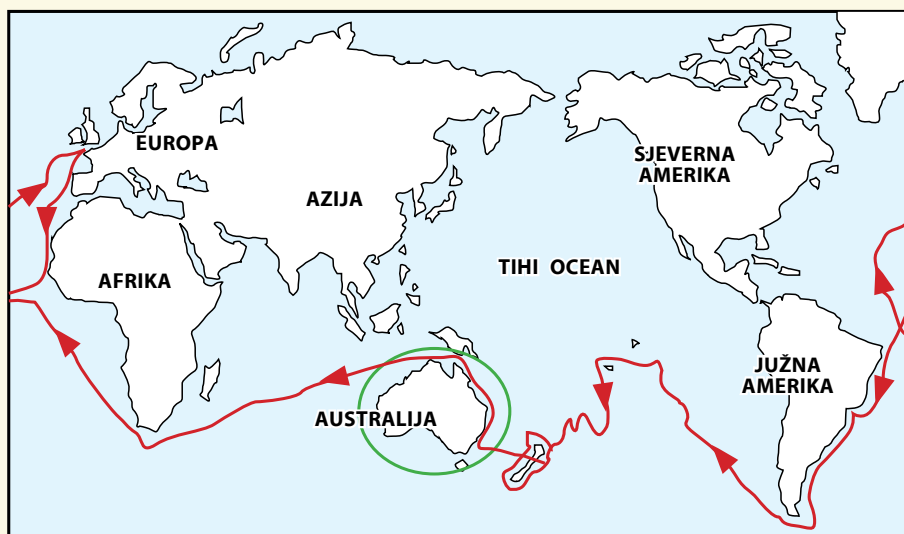 EUROPA
SJEVERNA
AMERIKA
AZIJA
TIHI OCEAN
AFRIKA
JUŽNA
AMERIKA
AUSTRALIJA